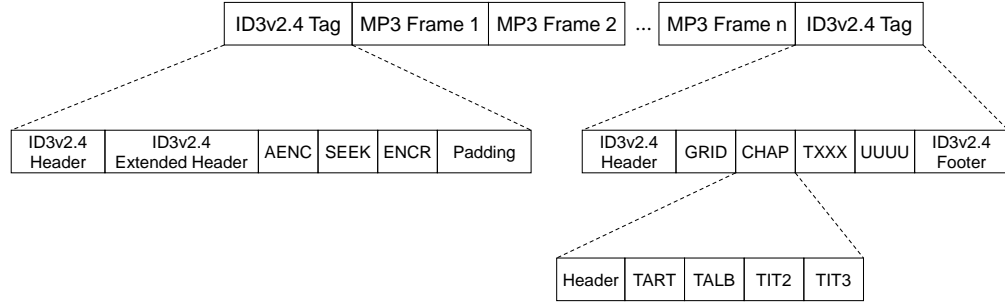 ID3v2.4 Tag MP3 Frame 1 MP3 Frame 2 ... MP3 Frame n ID3v2.4 Tag
ID3v2.4 Header
ID3v2.4 Extended Header
AENC SEEK ENCR Padding
ID3v2.4 Header
GRID CHAP TXXX UUUU
ID3v2.4 Footer
Header TART TALB TIT2 TIT3